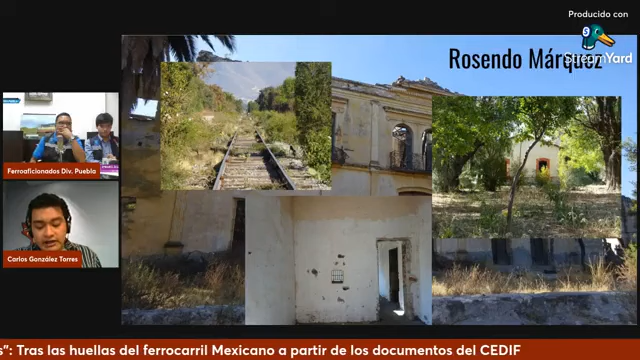 Producido con
StreamYard
Rosendo Márquez
Ferroaficionados Div. Puebla
Carlos González Torres
s”: Tras las huellas del ferrocarril Mexicano a partir de los documentos del CEDIF